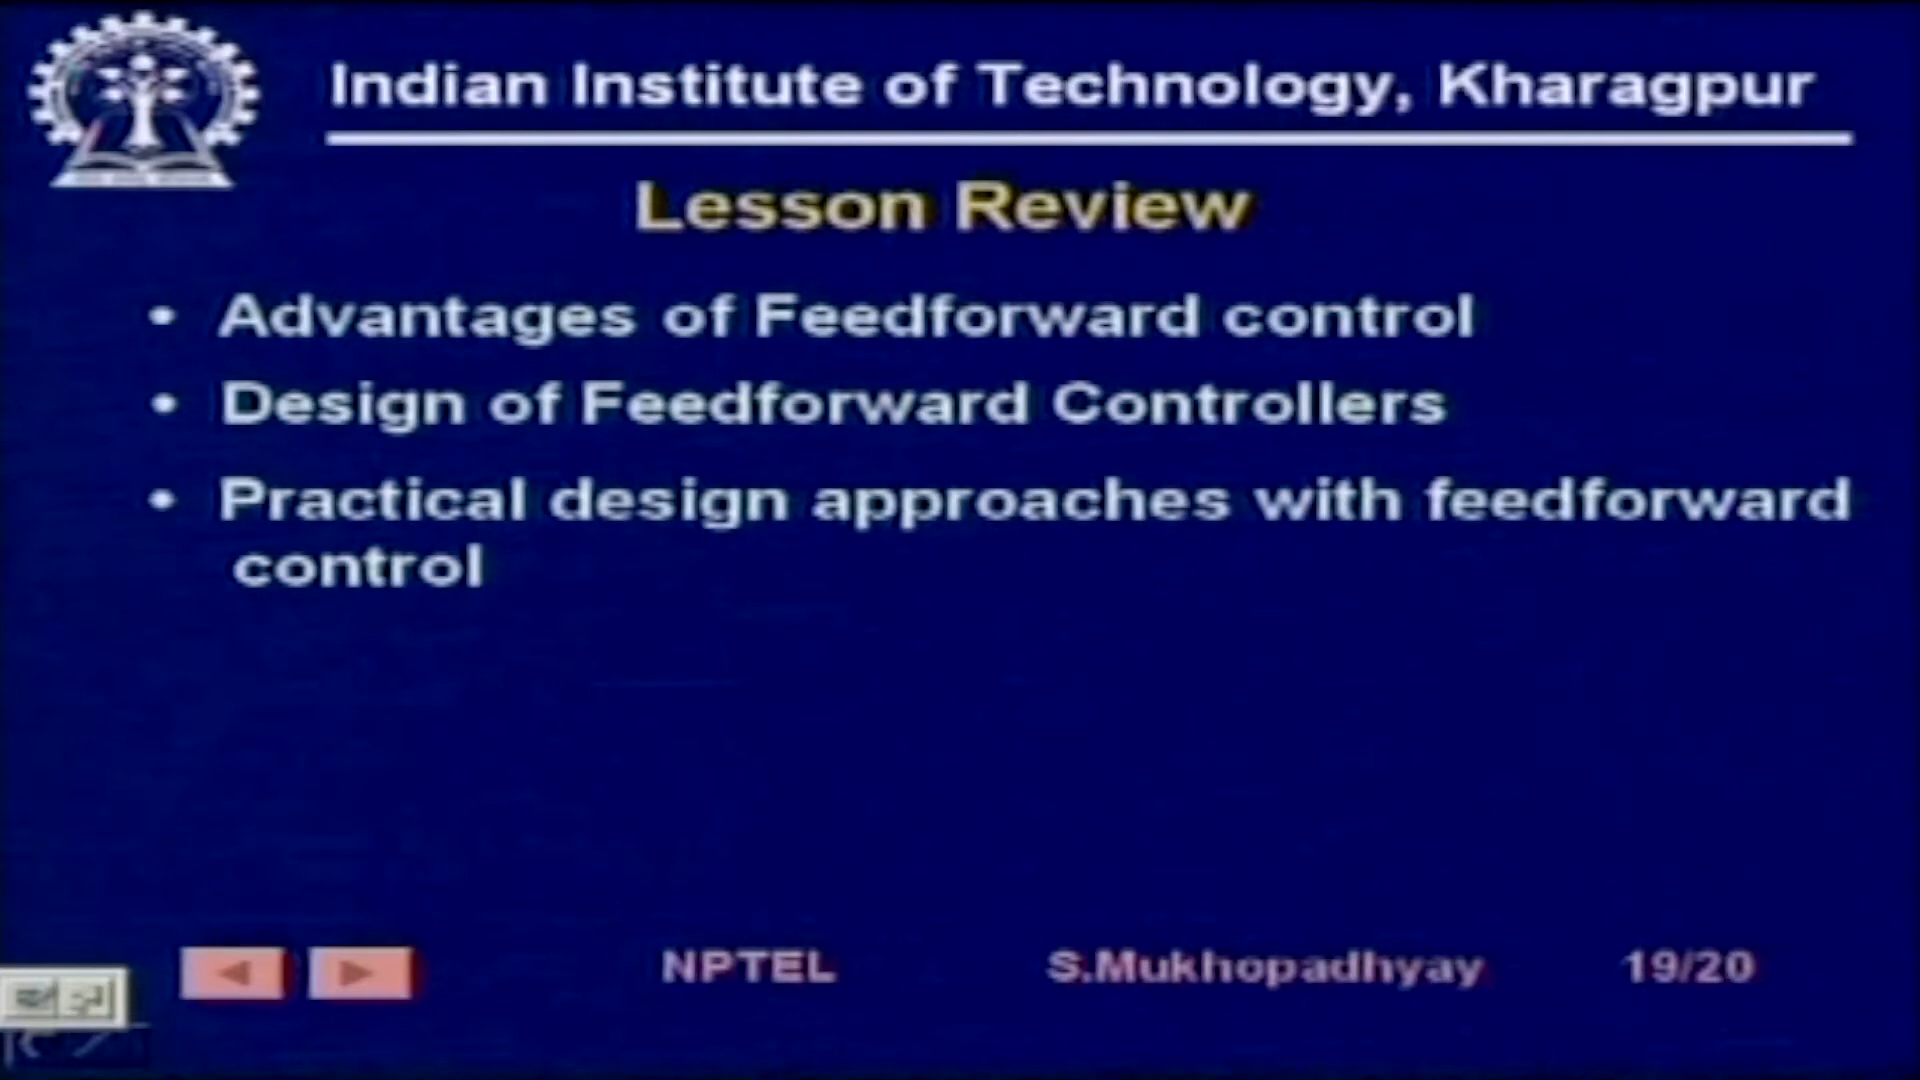 Indian Institute of Technology, Kharagpur
Lesson Review
• Advantages of Feedforward control
• Design of Feedforward Controllers
• Practical design approaches with feedforward
control
NPTEL S.Mukhopadhyay 19/20